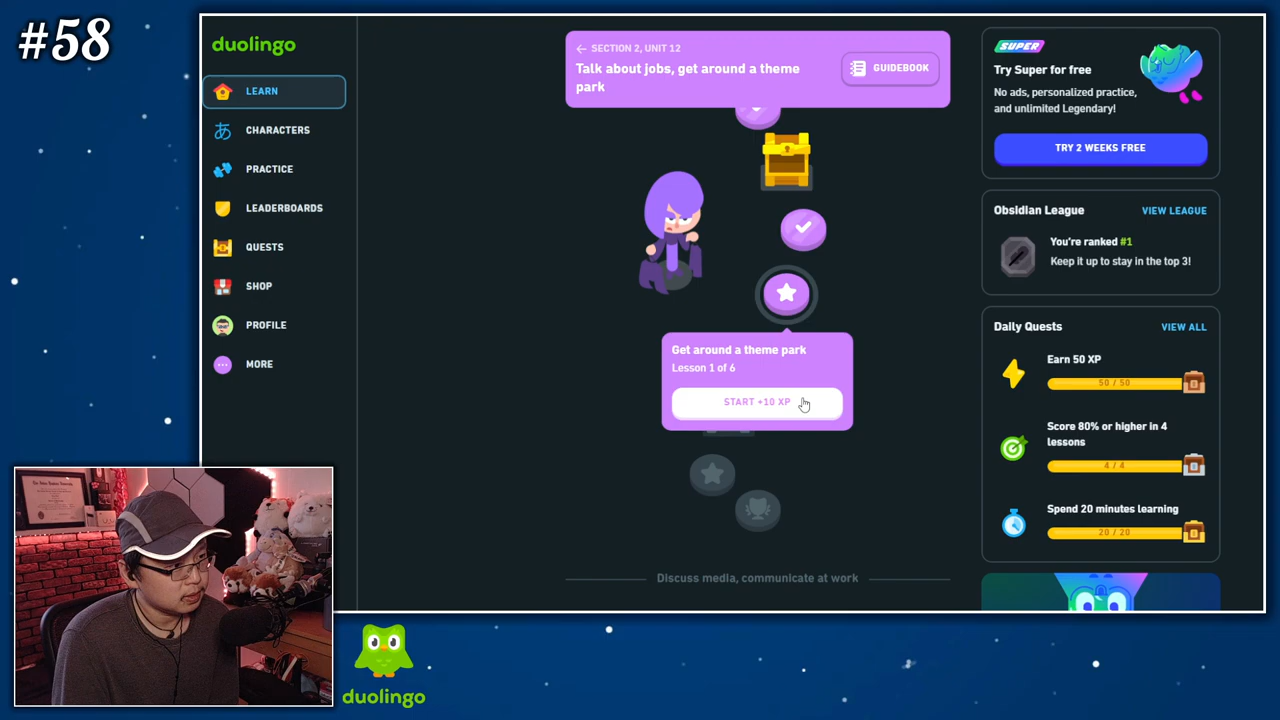 #58
duolingo
LEARN
あ CHARACTERS
PRACTICE
LEADERBOARDS
QUESTS
SHOP
PROFILE
MORE
← SECTION 2, UNIT 12
Talk about jobs, get around a theme
park
GUIDEBOOK
Get around a theme park
Lesson 1 of 6
START +10 XP
Discuss media, communicate at work
SUPER
Try Super for free
No ads, personalized practice,
and unlimited Legendary!
TRY 2 WEEKS FREE
Obsidian League
VIEW LEAGUE
You're ranked #1
Keep it up to stay in the top 3!
Daily Quests
VIEW ALL
Earn 50 XP
50 / 50
Score 80% or higher in 4
lessons
4 / 4
Spend 20 minutes learning
20 / 20
duolingo